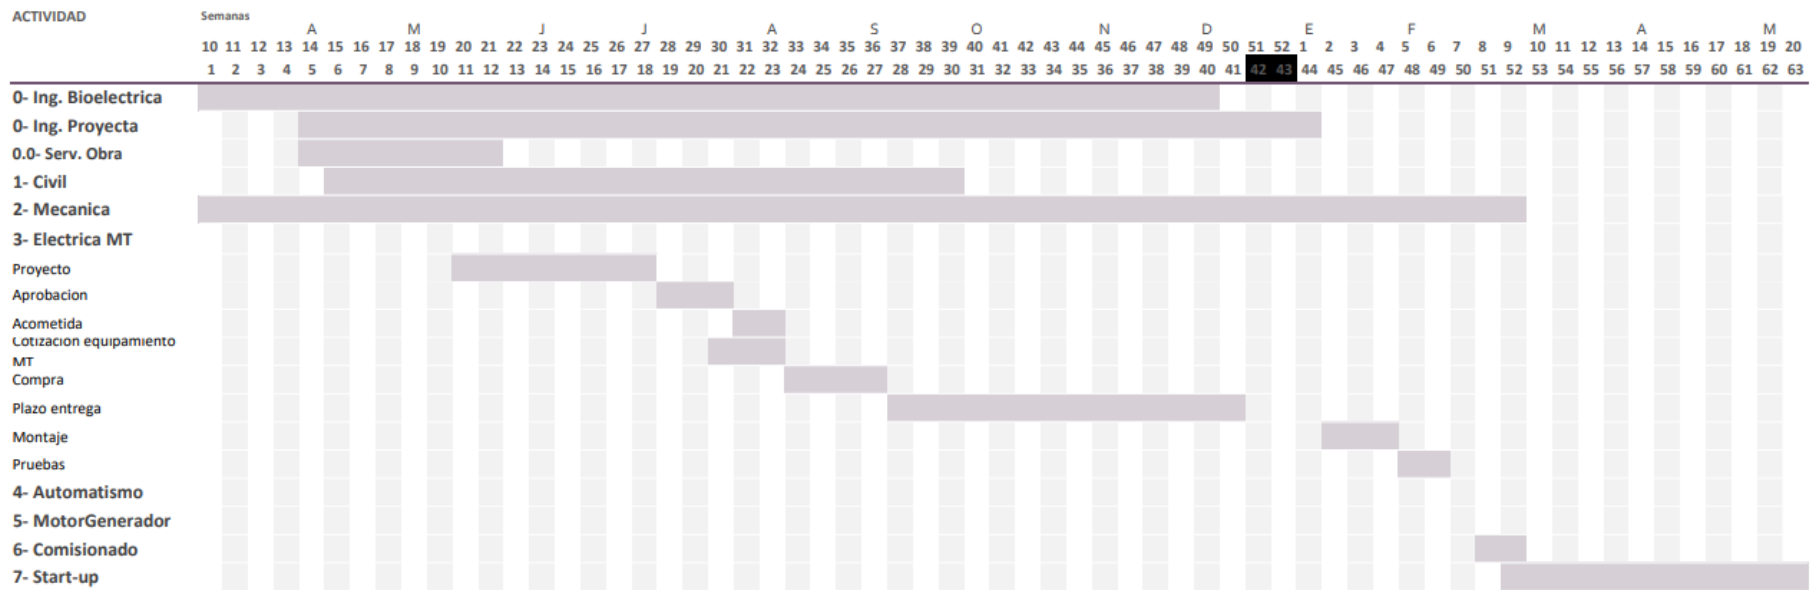 ACTIVIDAD
Semanas
A M J J A S O N D E F M A M
10 11 12 13 14 15 16 17 18 19 20 21 22 23 24 25 26 27 28 29 30 31 32 33 34 35 36 37 38 39 40 41 42 43 44 45 46 47 48 49 50 51 52 1 2 3 4 5 6 7 8 9 10 11 12 13 14 15 16 17 18 19 20
1 2 3 4 5 6 7 8 9 10 11 12 13 14 15 16 17 18 19 20 21 22 23 24 25 26 27 28 29 30 31 32 33 34 35 36 37 38 39 40 41 42 43 44 45 46 47 48 49 50 51 52 54 55 56 57 58 59 60 61 62 63
0- Ing. Bioelectrica
0- Ing. Proyecta
0.0- Serv. Obra
1- Civil
2- Mecanica
3- Electrica MT
Proyecto
Aprobacion
Acometida
Cotizacion equipamiento
MT
Compra
Plazo entrega
Montaje
Pruebas
4- Automatismo
5- MotorGenerador
6- Comisionado
7- Start-up